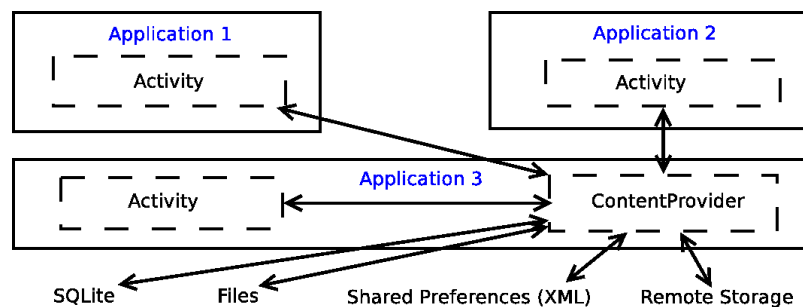 Application 1
Activity
Application 2
Activity
Application 3
Activity
ContentProvider
SQLite
Files
Shared Preferences (XML)
Remote Storage